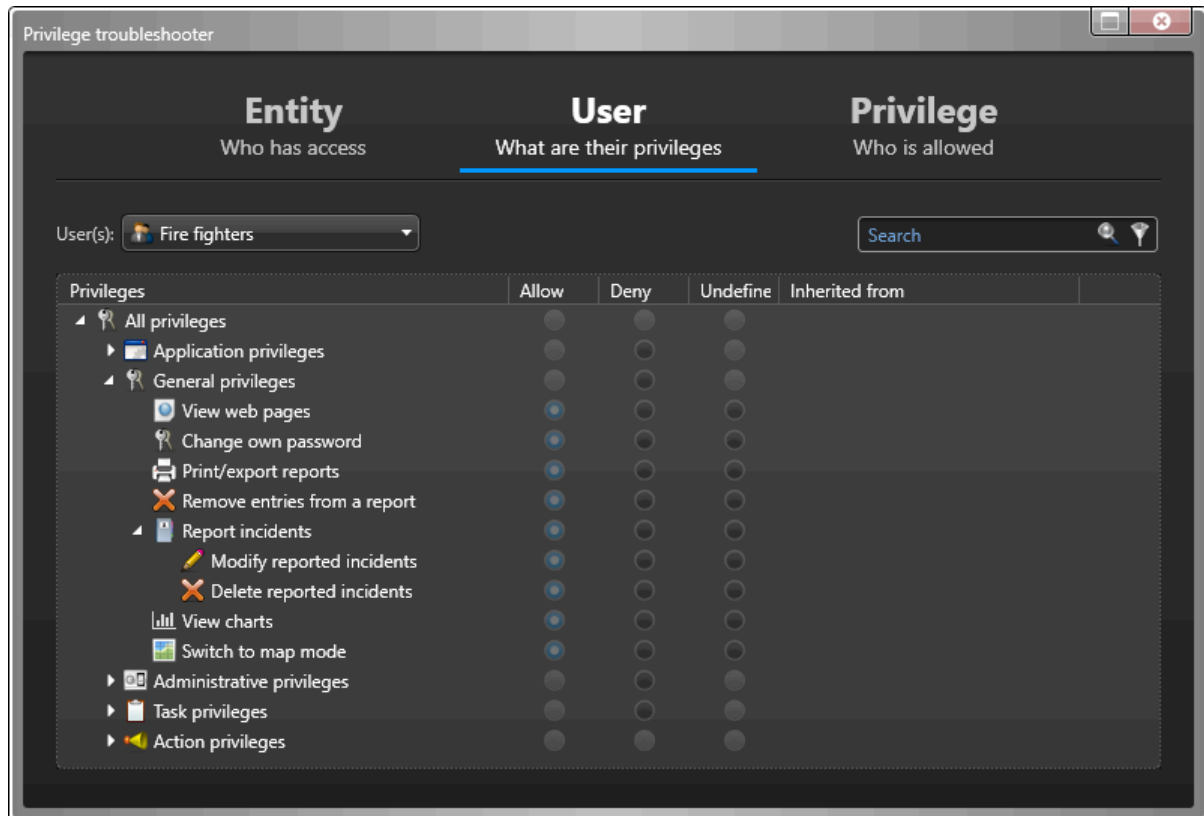 Privilege troubleshooter
Entity User Privilege
Who has access What are their privileges Who is allowed
User(s): Fire fighters Search
Privileges Allow Deny Undefine Inherited from
All privileges
Application privileges
General privileges
View web pages
Change own password
Print/export reports
Remove entries from a report
Report incidents
Modify reported incidents
Delete reported incidents
View charts
Switch to map mode
Administrative privileges
Task privileges
Action privileges